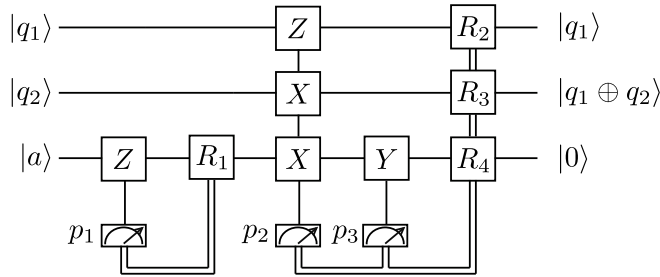 |q₁⟩ Z R₂ |q₁⟩
|q₂⟩ X R₃ |q₁ ⊕ q₂⟩
|a⟩ Z R₁ X Y R₄ |0⟩
p₁ p₂ p₃